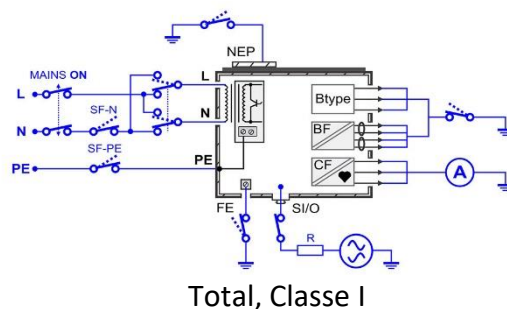 NEP
MAINS ON
L
L
SF-N
N
N
Btype
BF
SF-PE
PE
PE
CF
A
FE
SI/O
R
Total, Classe I